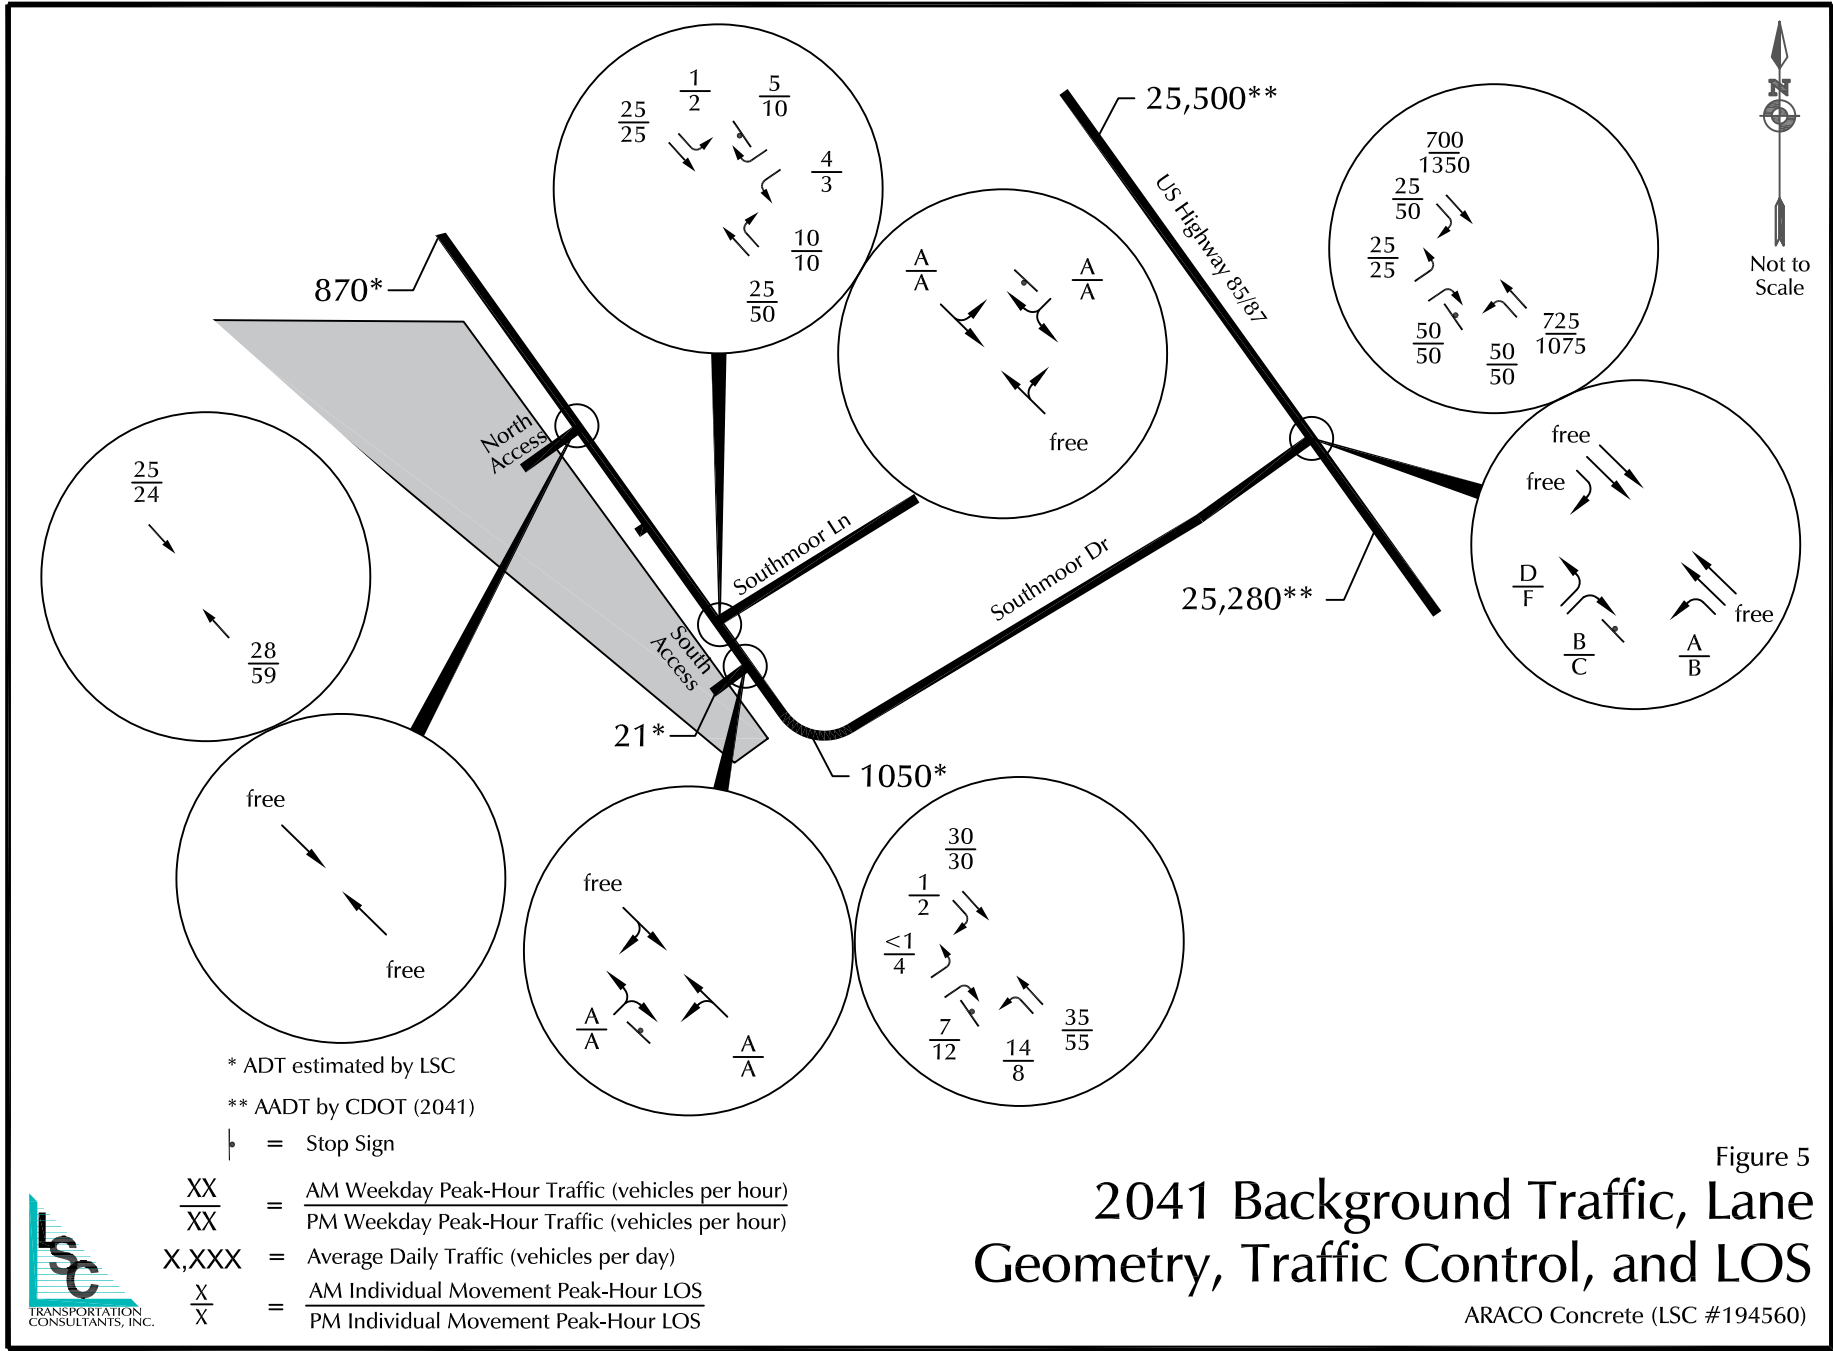 1
2
5
10
25
25
4
3
10
10
25
50
25,500**
US Highway 85/87
700
1350
25
50
25
25
50
50
50
50
725
1075
N
Not to
Scale
870*
A
A
A
A
free
North
Access
Southmoor Ln
Southmoor Dr
25,280**
free
free
D
F
B
C
A
B
free
25
24
28
59
South
Access
21*
1050*
free
free
free
A
A
A
A
30
30
1
2
<1
4
7
12
14
8
35
55
* ADT estimated by LSC
** AADT by CDOT (2041)
= Stop Sign
XX
XX
=
AM Weekday Peak-Hour Traffic (vehicles per hour)
PM Weekday Peak-Hour Traffic (vehicles per hour)
X,XXX = Average Daily Traffic (vehicles per day)
X
X
=
AM Individual Movement Peak-Hour LOS
PM Individual Movement Peak-Hour LOS
LSC
TRANSPORTATION
CONSULTANTS, INC.
Figure 5
2041 Background Traffic, Lane
Geometry, Traffic Control, and LOS
ARACO Concrete (LSC #194560)